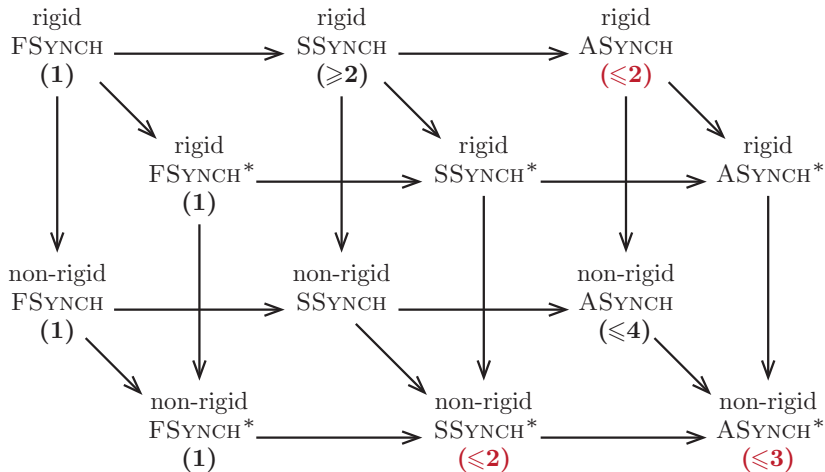 rigid
FSYNCH
(1)
rigid
SSYNCH
(⩾2)
rigid
ASYNCH
(⩽2)
rigid
FSYNCH*
(1)
rigid
SSYNCH*
rigid
ASYNCH*
non-rigid
FSYNCH
(1)
non-rigid
SSYNCH
non-rigid
ASYNCH
(⩽4)
non-rigid
FSYNCH*
(1)
non-rigid
SSYNCH*
(⩽2)
non-rigid
ASYNCH*
(⩽3)